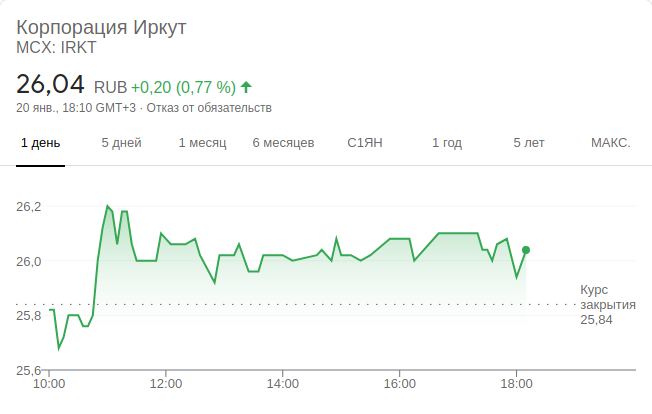 Корпорация Иркут
MCX: IRKT
26,04 RUB +0,20 (0,77 %)
20 янв., 18:10 GMT+3 · Отказ от обязательств
1 день 5 дней 1 месяц 6 месяцев С1ЯН 1 год 5 лет МАКС.
26,2
26,0
25,8
25,6
Курс
закрытия
25,84
10:00 12:00 14:00 16:00 18:00